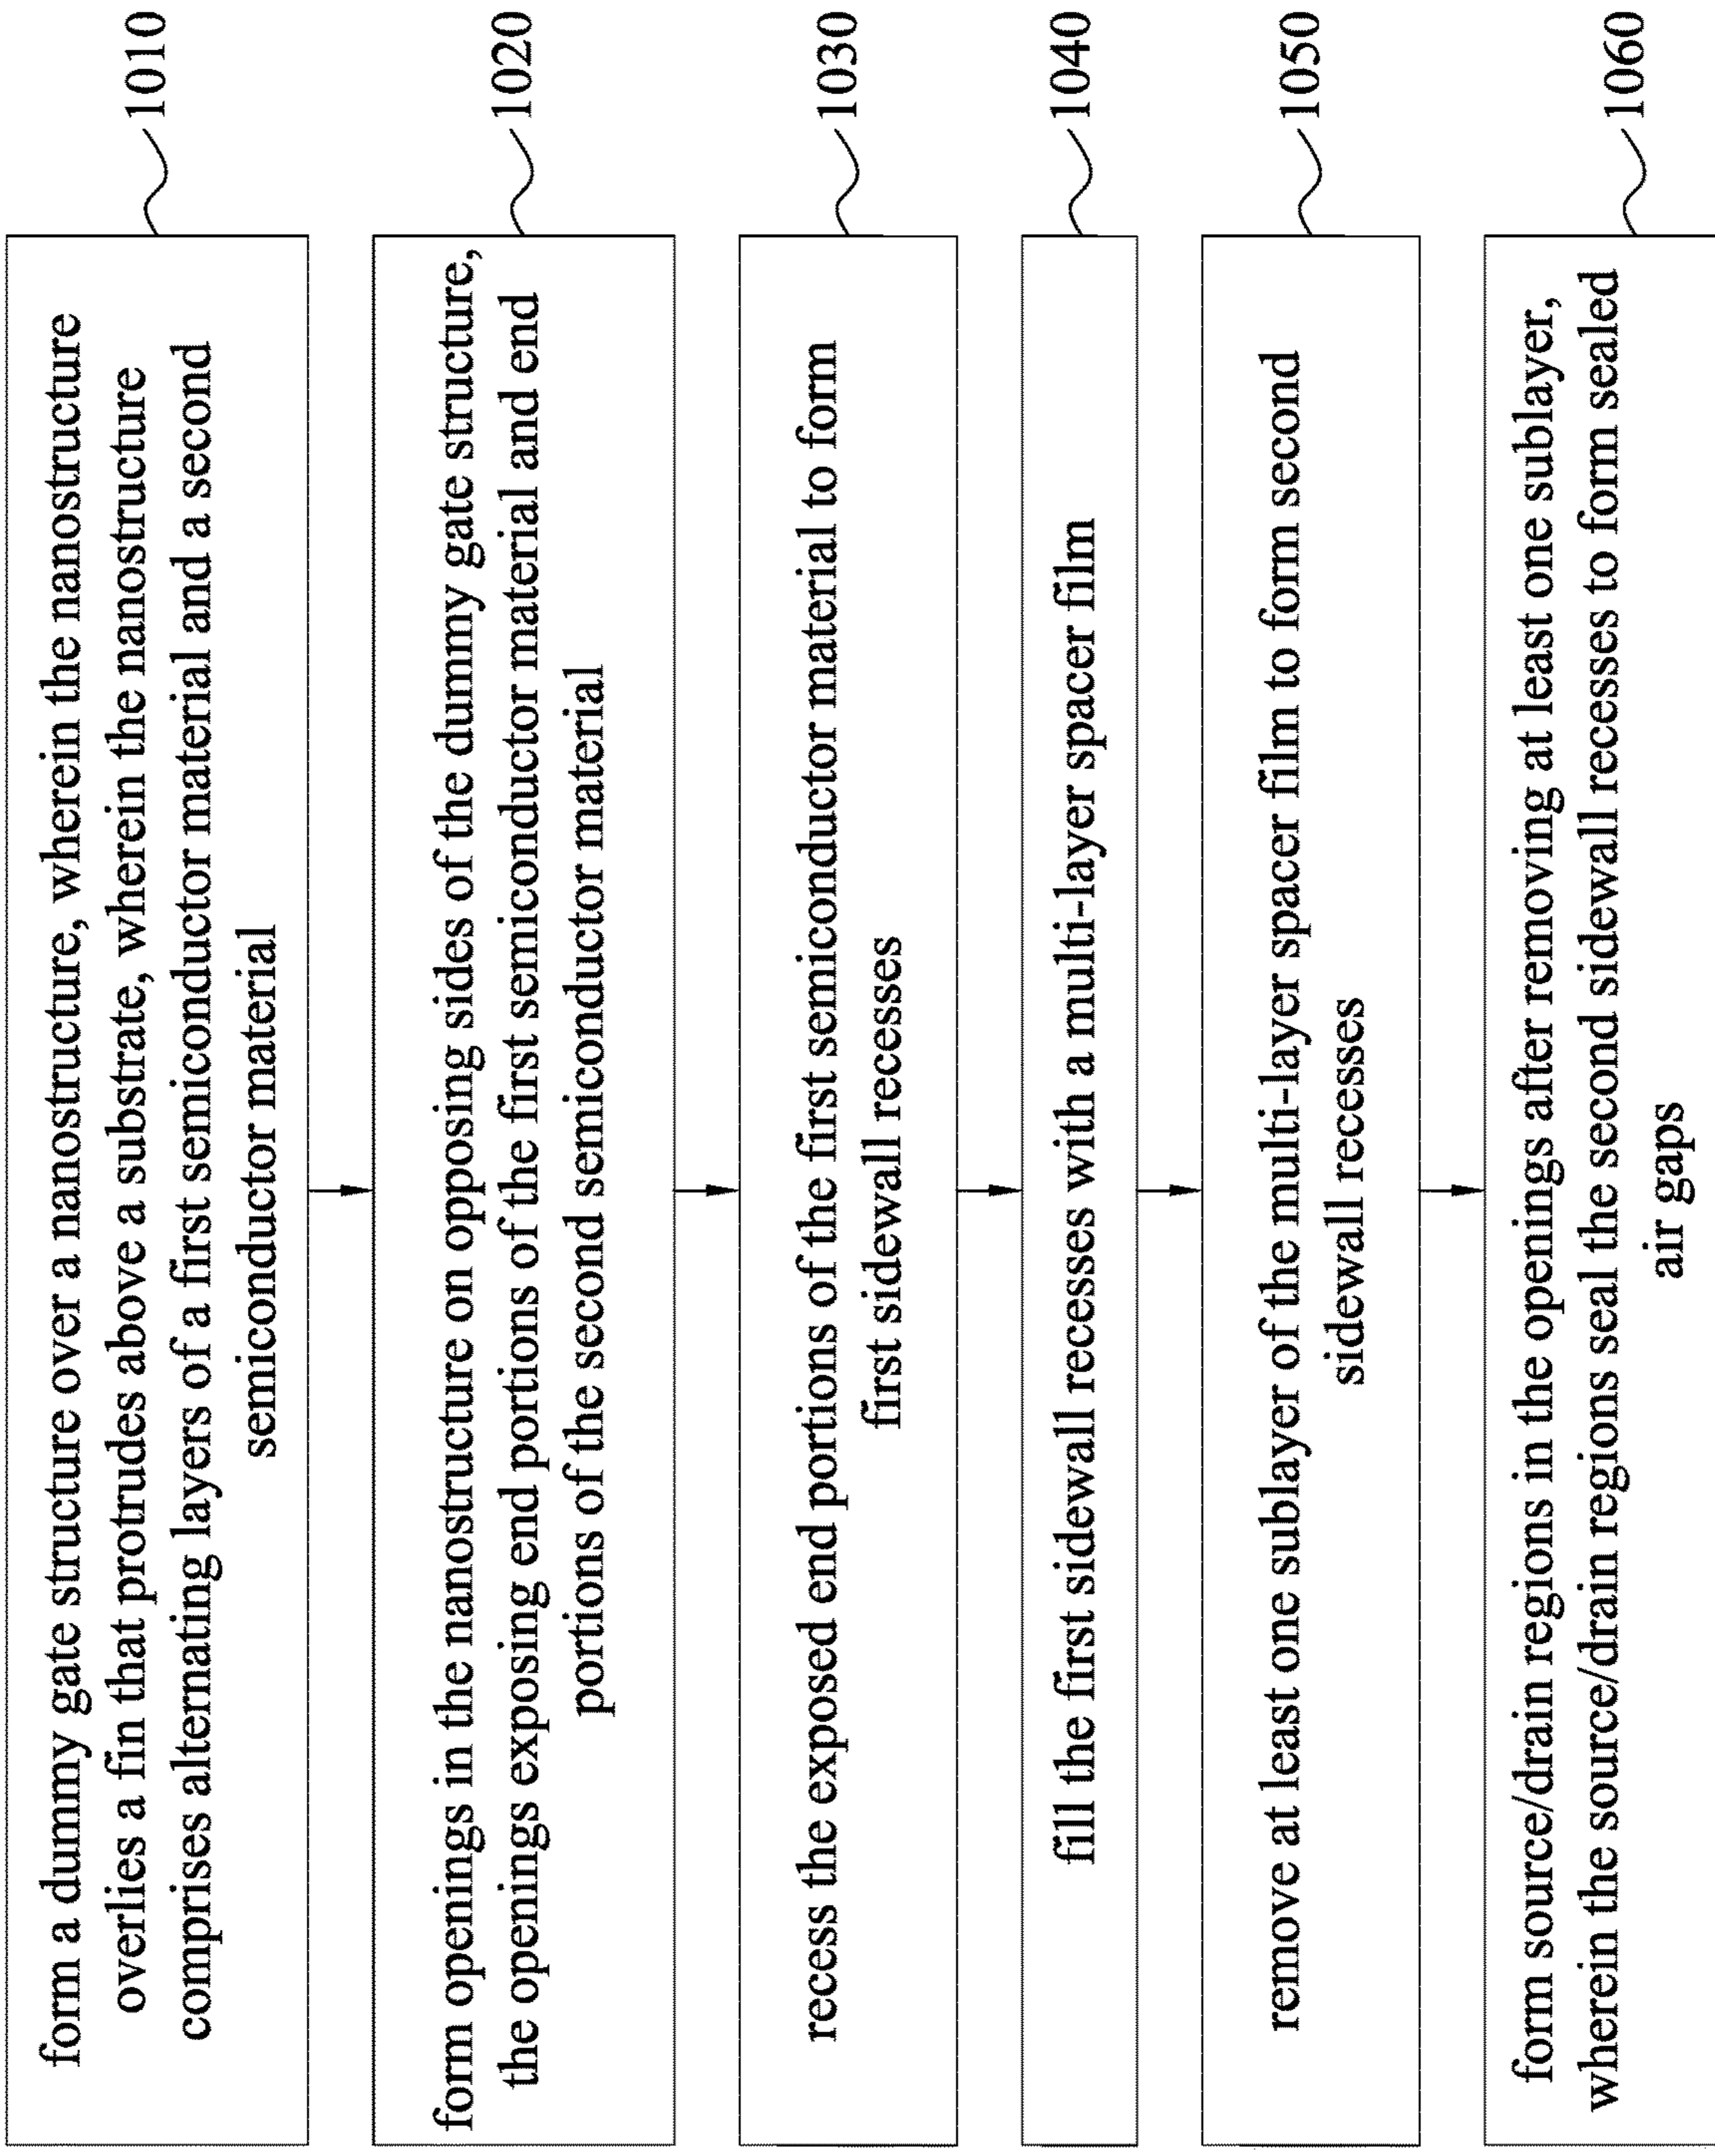 form a dummy gate structure over a nanostructure, wherein the nanostructure
overlies a fin that protrudes above a substrate, wherein the nanostructure
comprises alternating layers of a first semiconductor material and a second
semiconductor material
1010
form openings in the nanostructure on opposing sides of the dummy gate structure,
the openings exposing end portions of the first semiconductor material and end
portions of the second semiconductor material
1020
recess the exposed end portions of the first semiconductor material to form
first sidewall recesses
1030
fill the first sidewall recesses with a multi-layer spacer film
1040
remove at least one sublayer of the multi-layer spacer film to form second
sidewall recesses
1050
form source/drain regions in the openings after removing at least one sublayer,
wherein the source/drain regions seal the second sidewall recesses to form sealed
air gaps
1060